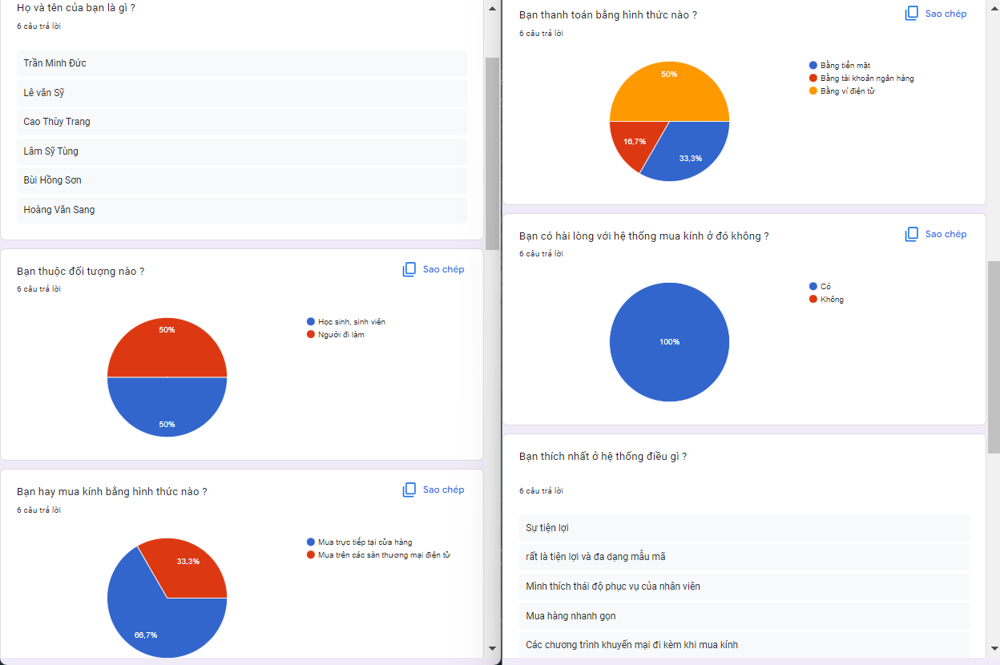 Họ và tên của bạn là gì ?
6 câu trả lời
Trần Minh Đức
Lê văn Sỹ
Cao Thùy Trang
Lâm Sỹ Tùng
Bùi Hồng Sơn
Hoàng Văn Sang
Bạn thuộc đối tượng nào ?
Sao chép
6 câu trả lời
Học sinh, sinh viên
Người đi làm
50%
50%
Bạn hay mua kính bằng hình thức nào ?
Sao chép
6 câu trả lời
Mua trực tiếp tại cửa hàng
Mua trên các sàn thương mại điện tử
33,3%
66,7%
Bạn thanh toán bằng hình thức nào ?
Sao chép
6 câu trả lời
Bằng tiền mặt
Bằng tài khoản ngân hàng
Bằng ví điện tử
50%
16,7%
33,3%
Bạn có hài lòng với hệ thống mua kính ở đó không ?
Sao chép
6 câu trả lời
Có
Không
100%
Bạn thích nhất ở hệ thống điều gì ?
6 câu trả lời
Sự tiện lợi
rất là tiện lợi và đa dạng mẫu mã
Mình thích thái độ phục vụ của nhân viên
Mua hàng nhanh gọn
Các chương trình khuyến mại đi kèm khi mua kính